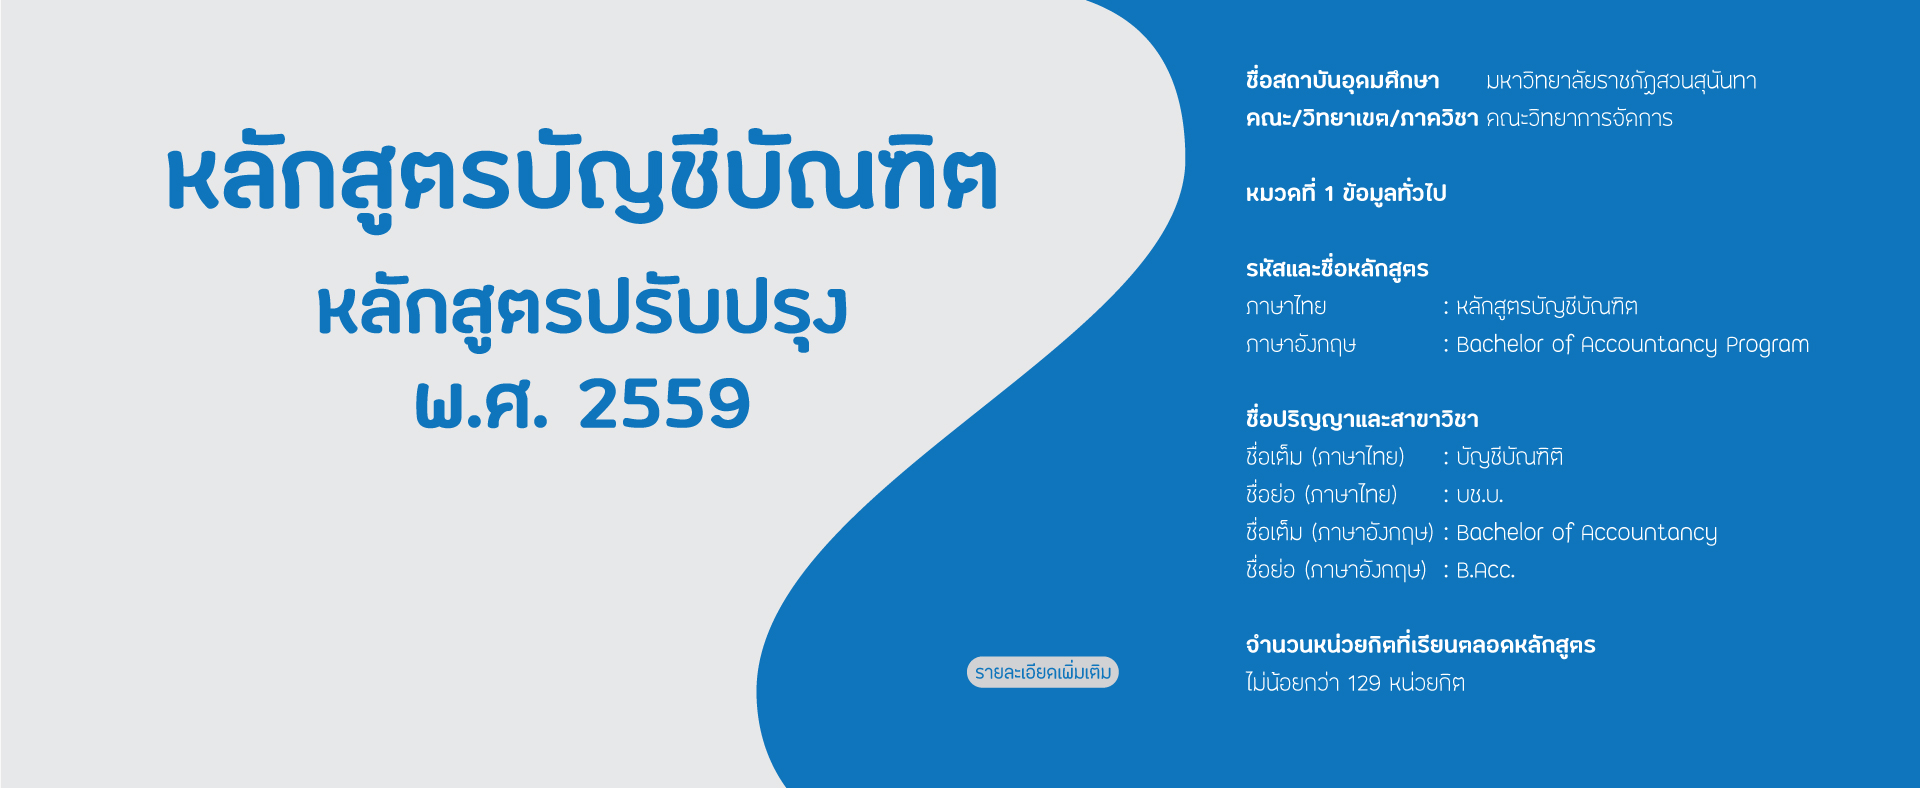 หลักสูตรบัญชีบัณฑิต
หลักสูตรปรับปรุง
พ.ศ. 2559
ชื่อสถาบันอุดมศึกษา มหาวิทยาลัยราชภัฏสวนสุนันทา
คณะ/วิทยาเขต/ภาควิชา คณะวิทยาการจัดการ
หมวดที่ 1 ข้อมูลทั่วไป
รหัสและชื่อหลักสูตร
ภาษาไทย : หลักสูตรบัญชีบัณฑิต
ภาษาอังกฤษ : Bachelor of Accountancy Program
ชื่อปริญญาและสาขาวิชา
ชื่อเต็ม (ภาษาไทย) : บัญชีบัณฑิติ
ชื่อย่อ (ภาษาไทย) : บช.บ.
ชื่อเต็ม (ภาษาอังกฤษ) : Bachelor of Accountancy
ชื่อย่อ (ภาษาอังกฤษ) : B.Acc.
จำนวนหน่วยกิตที่เรียนตลอดหลักสูตร
ไม่น้อยกว่า 129 หน่วยกิต
รายละเอียดเพิ่มเติม